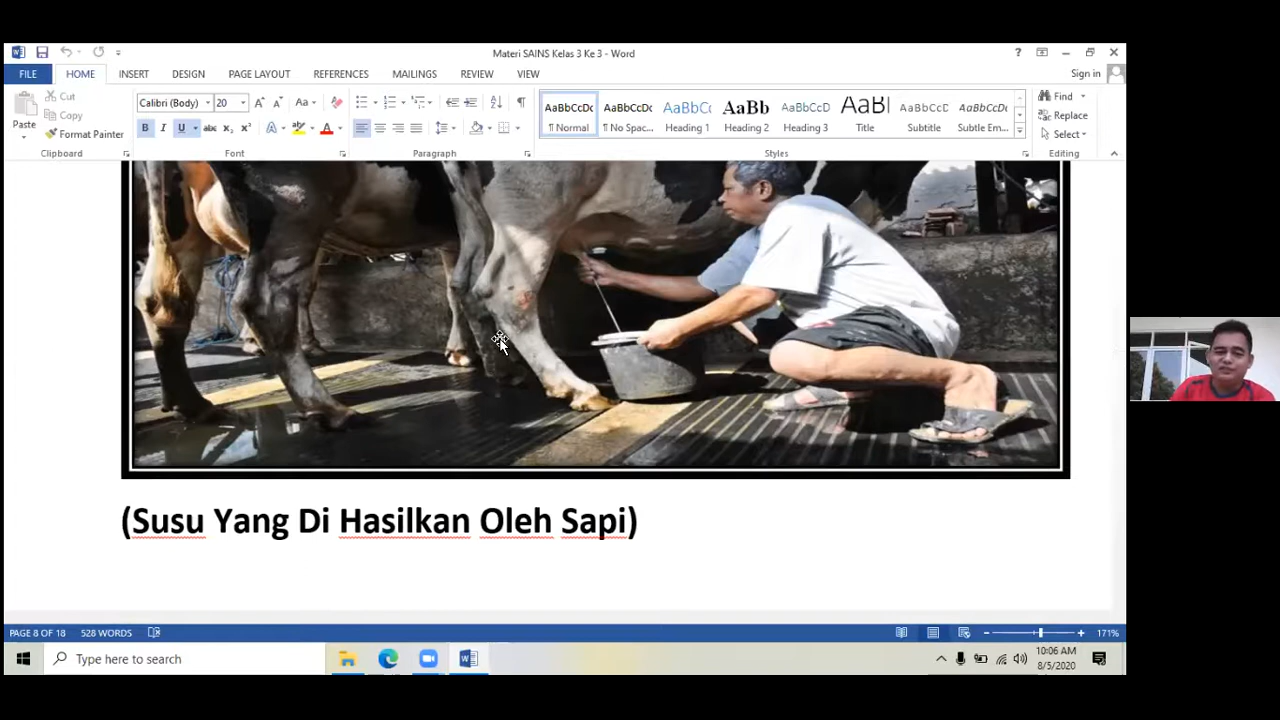 Materi SAINS Kelas 3 Ke 3 - Word
FILE HOME INSERT DESIGN PAGE LAYOUT REFERENCES MAILINGS REVIEW VIEW Sign in
Paste
Cut
Copy
Format Painter
Calibri (Body) 20
AaBbCcDc AaBbCcDc AaBbCc AaBb AaBbCcD AaB AaBbCcD AaBbCcD
¶ Normal ¶ No Spac... Heading 1 Heading 2 Heading 3 Title Subtitle Subtle Em...
Find
Replace
Select
Clipboard Font Paragraph Styles Editing
(Susu Yang Di Hasilkan Oleh Sapi)
PAGE 8 OF 18 528 WORDS 171%
Type here to search
10:06 AM
8/5/2020